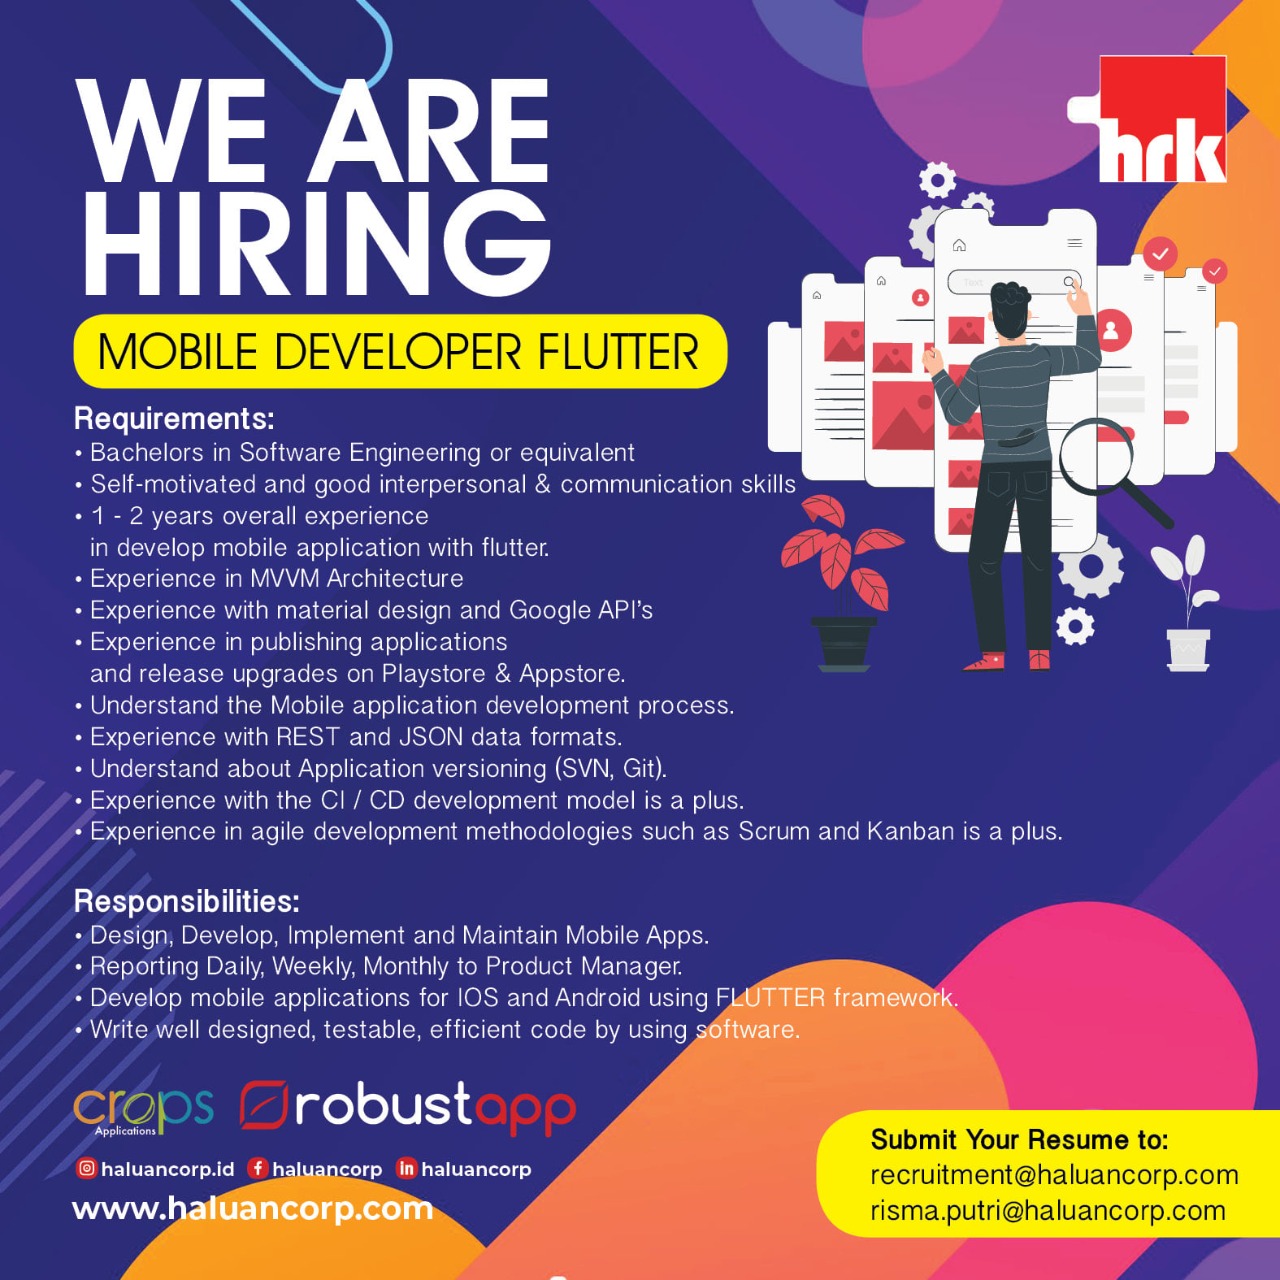 WE ARE
HIRING
hrk
MOBILE DEVELOPER FLUTTER
Text
Requirements:
• Bachelors in Software Engineering or equivalent
• Self-motivated and good interpersonal & communication skills
• 1 - 2 years overall experience
in develop mobile application with flutter.
• Experience in MVVM Architecture
• Experience with material design and Google API’s
• Experience in publishing applications
and release upgrades on Playstore & Appstore.
• Understand the Mobile application development process.
• Experience with REST and JSON data formats.
• Understand about Application versioning (SVN, Git).
• Experience with the CI / CD development model is a plus.
• Experience in agile development methodologies such as Scrum and Kanban is a plus.
Responsibilities:
• Design, Develop, Implement and Maintain Mobile Apps.
• Reporting Daily, Weekly, Monthly to Product Manager.
• Develop mobile applications for IOS and Android using FLUTTER framework.
• Write well designed, testable, efficient code by using software.
crops
Applications
robustapp
haluancorp.id haluancorp haluancorp
www.haluancorp.com
Submit Your Resume to:
recruitment@haluancorp.com
risma.putri@haluancorp.com